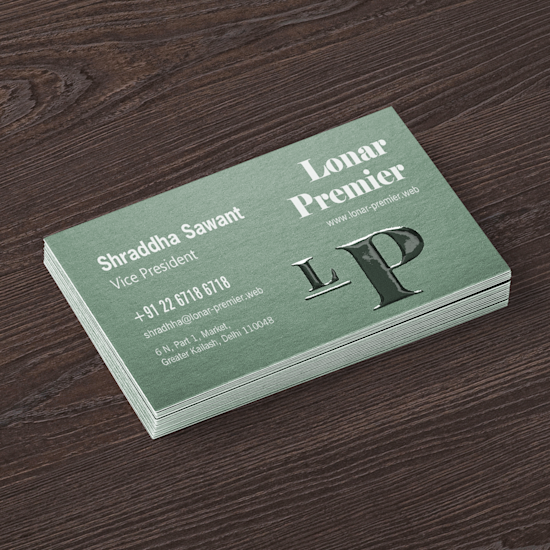 Lonar
Premier
www.lonar-premier.web
LP
Shraddha Sawant
Vice President
+91 22 6718 6718
shradhha@lonar-premier.web
6 N, Part 1, Market,
Greater Kailash, Delhi 110048